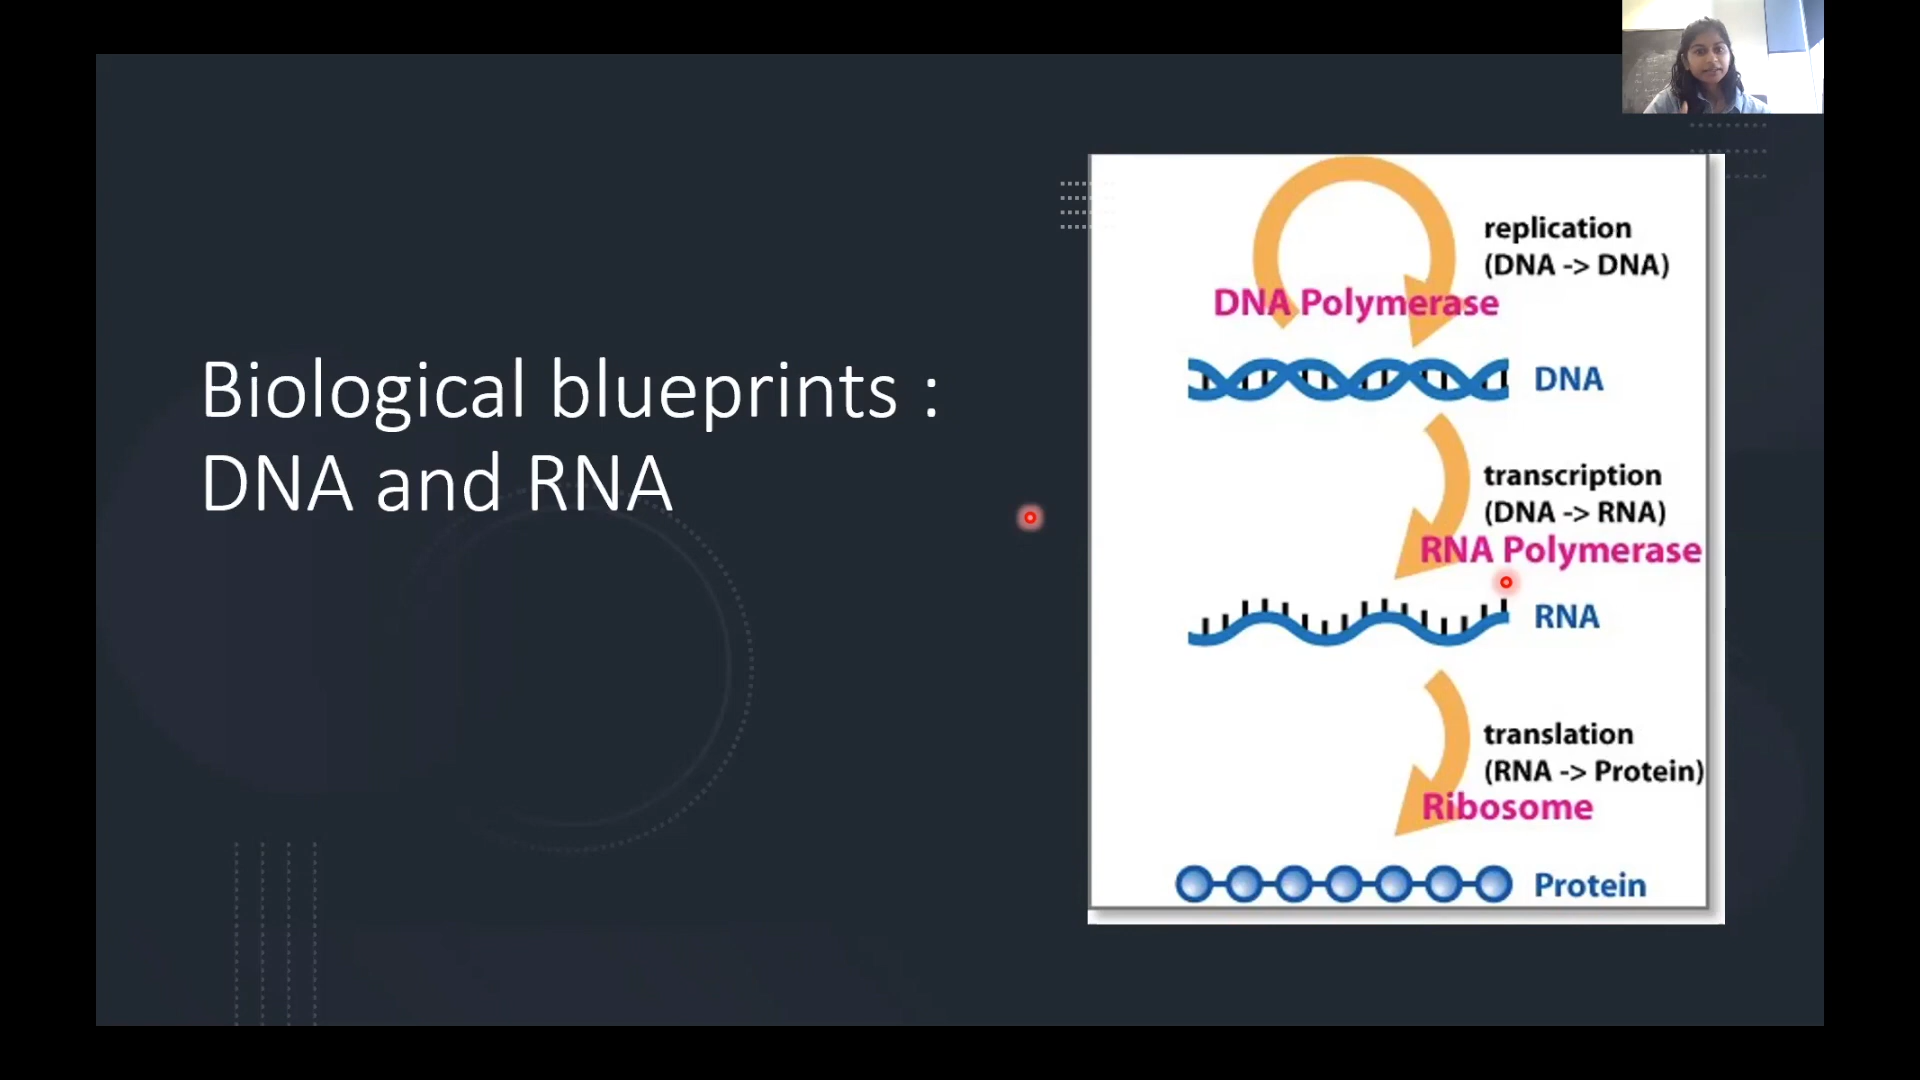 Biological blueprints :
DNA and RNA
replication
(DNA -> DNA)
DNA Polymerase
DNA
transcription
(DNA -> RNA)
RNA Polymerase
RNA
translation
(RNA -> Protein)
Ribosome
Protein